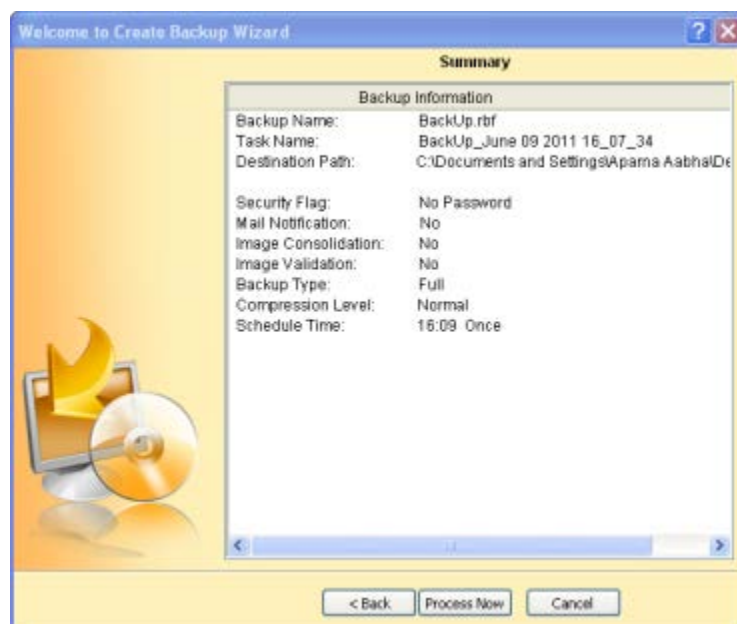 Welcome to Create Backup Wizard
Summary
Backup Information
Backup Name: BackUp.rbf
Task Name: BackUp_June 09 2011 16_07_34
Destination Path: C:\Documents and Settings\Aparna Aabha\De
Security Flag: No Password
Mail Notification: No
Image Consolidation: No
Image Validation: No
Backup Type: Full
Compression Level: Normal
Schedule Time: 16:09 Once
< Back Process Now Cancel